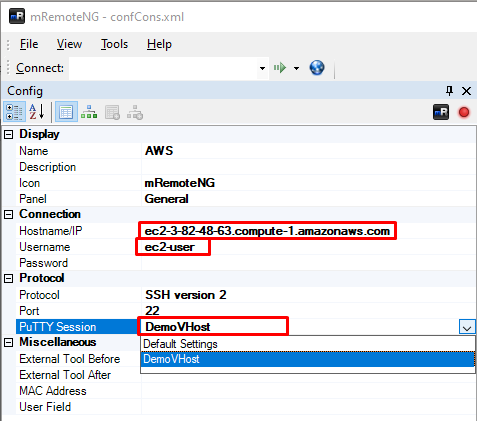 mR mRemoteNG - confCons.xml
File View Tools Help
Connect:
Config
A
Z
mR
Display
Name AWS
Description
Icon mRemoteNG
Panel General
Connection
Hostname/IP ec2-3-82-48-63.compute-1.amazonaws.com
Username ec2-user
Password
Protocol
Protocol SSH version 2
Port 22
PuTTY Session DemoVHost
Default Settings
Miscellaneous
DemoVHost
External Tool Before
External Tool After
MAC Address
User Field